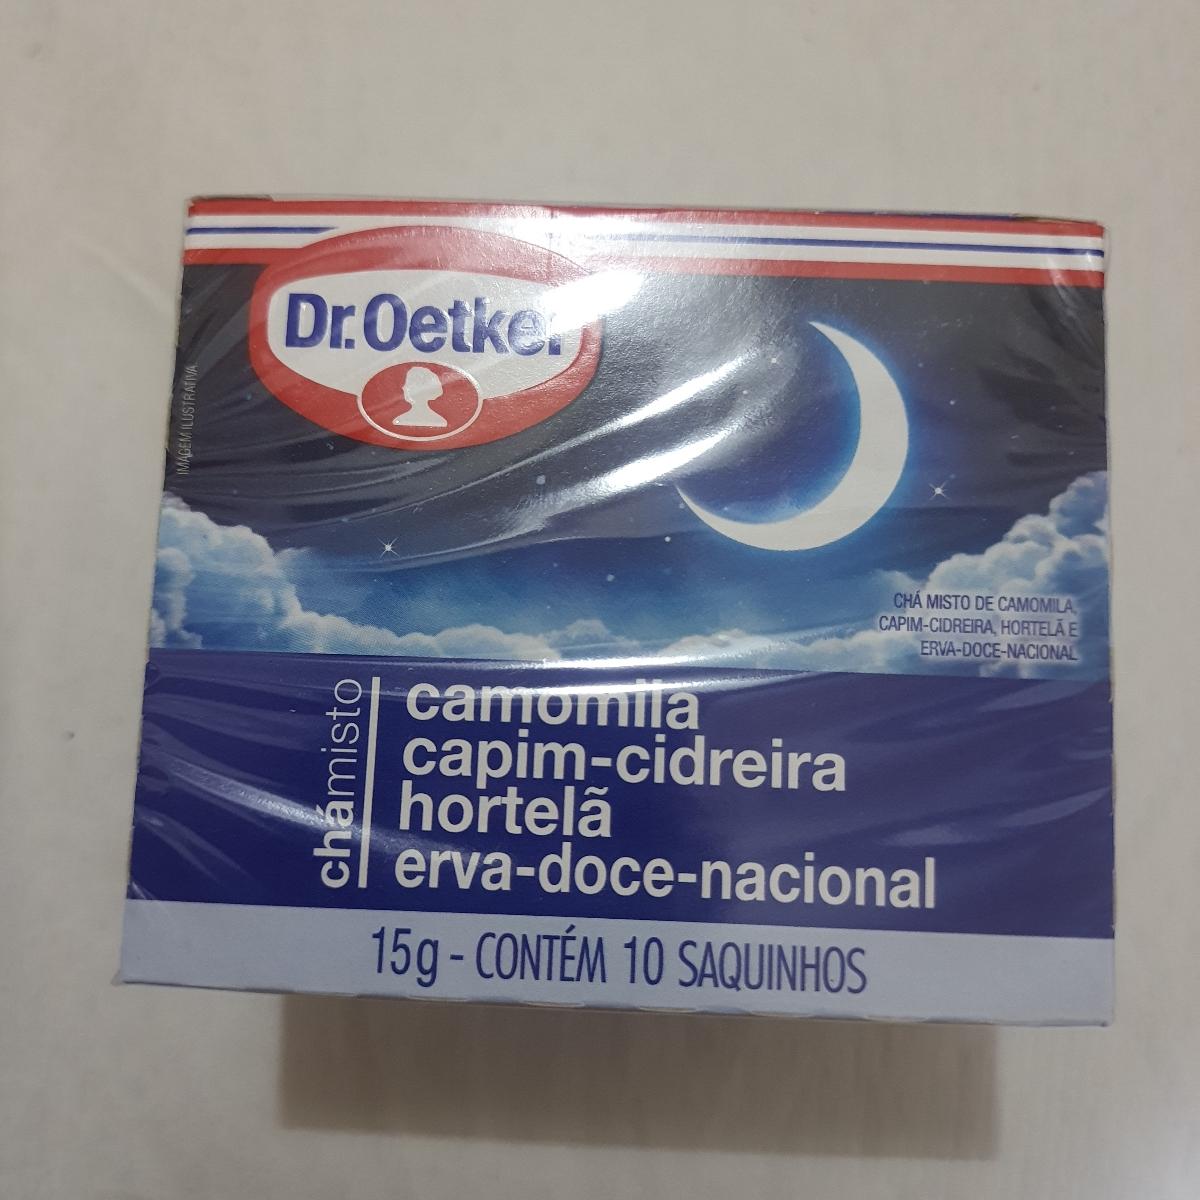 Dr.Oetker
IMAGEM ILUSTRATIVA
CHÁ MISTO DE CAMOMILA,
CAPIM-CIDREIRA, HORTELÃ E
ERVA-DOCE-NACIONAL
chámisto
camomila
capim-cidreira
hortelã
erva-doce-nacional
15g - CONTÉM 10 SAQUINHOS